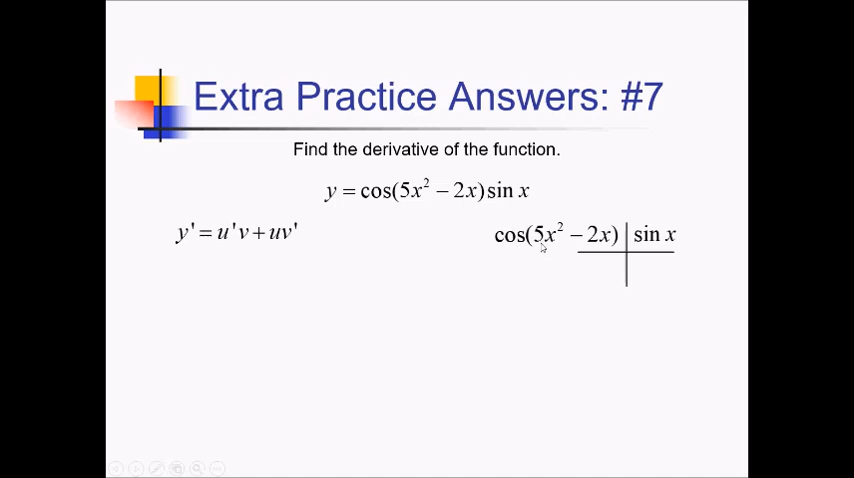 Extra Practice Answers: #7
Find the derivative of the function.
y = cos(5x² − 2x)sin x
y' = u'v + uv'
cos(5x² − 2x) | sin x